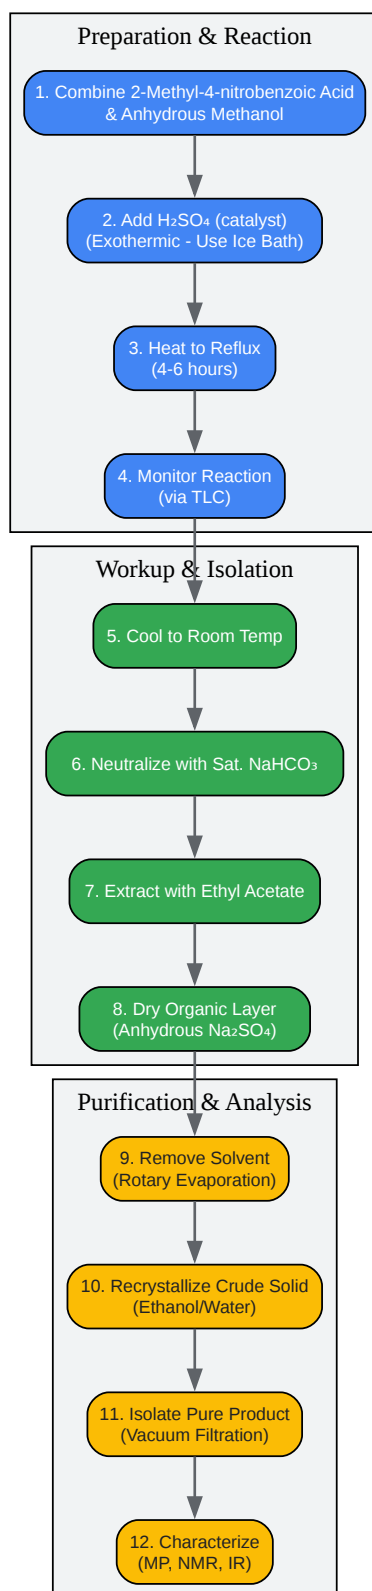 Preparation & Reaction
1. Combine 2-Methyl-4-nitrobenzoic Acid
& Anhydrous Methanol
2. Add H₂SO₄ (catalyst)
(Exothermic - Use Ice Bath)
3. Heat to Reflux
(4-6 hours)
4. Monitor Reaction
(via TLC)
Workup & Isolation
5. Cool to Room Temp
6. Neutralize with Sat. NaHCO₃
7. Extract with Ethyl Acetate
8. Dry Organic Layer
(Anhydrous Na₂SO₄)
Purification & Analysis
9. Remove Solvent
(Rotary Evaporation)
10. Recrystallize Crude Solid
(Ethanol/Water)
11. Isolate Pure Product
(Vacuum Filtration)
12. Characterize
(MP, NMR, IR)